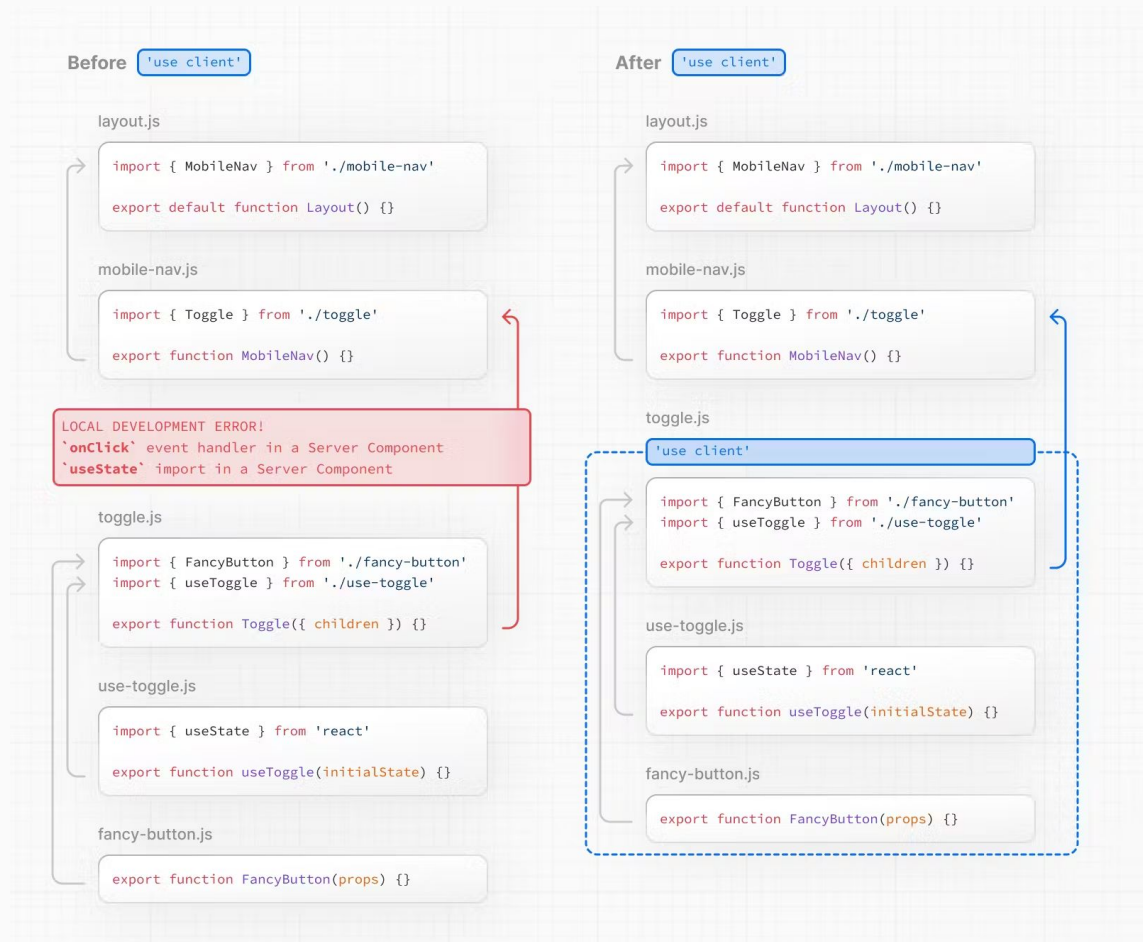 Before 'use client'
layout.js
import { MobileNav } from './mobile-nav'
export default function Layout() {}
mobile-nav.js
import { Toggle } from './toggle'
export function MobileNav() {}
LOCAL DEVELOPMENT ERROR!
`onClick` event handler in a Server Component
`useState` import in a Server Component
toggle.js
import { FancyButton } from './fancy-button'
import { useToggle } from './use-toggle'
export function Toggle({ children }) {}
use-toggle.js
import { useState } from 'react'
export function useToggle(initialState) {}
fancy-button.js
export function FancyButton(props) {}
After 'use client'
layout.js
import { MobileNav } from './mobile-nav'
export default function Layout() {}
mobile-nav.js
import { Toggle } from './toggle'
export function MobileNav() {}
toggle.js
'use client'
import { FancyButton } from './fancy-button'
import { useToggle } from './use-toggle'
export function Toggle({ children }) {}
use-toggle.js
import { useState } from 'react'
export function useToggle(initialState) {}
fancy-button.js
export function FancyButton(props) {}